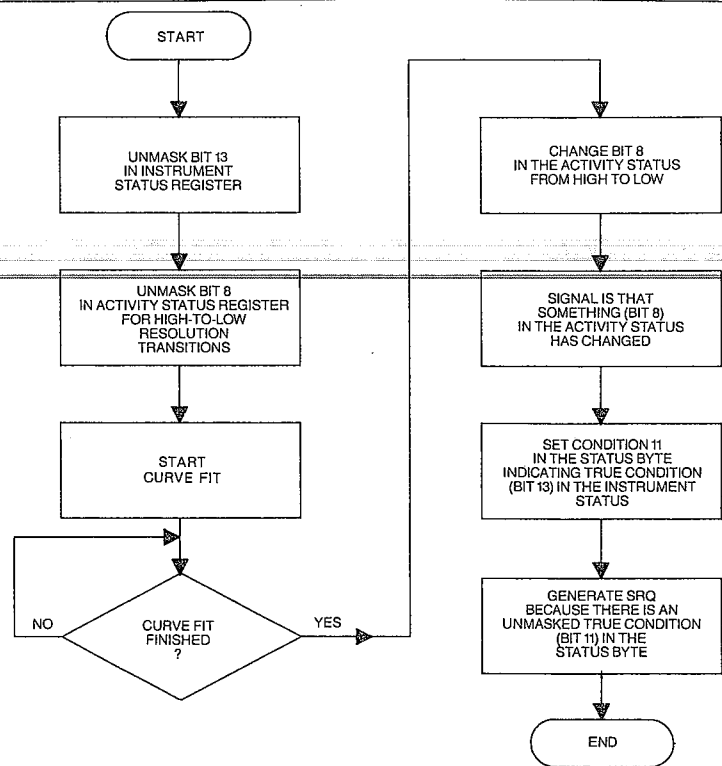 START
UNMASK BIT 13
IN INSTRUMENT
STATUS REGISTER
UNMASK BIT 8
IN ACTIVITY STATUS REGISTER
FOR HIGH-TO-LOW
RESOLUTION
TRANSITIONS
START
CURVE FIT
CURVE FIT
FINISHED
?
NO
YES
CHANGE BIT 8
IN THE ACTIVITY STATUS
FROM HIGH TO LOW
SIGNAL IS THAT
SOMETHING (BIT 8)
IN THE ACTIVITY STATUS
HAS CHANGED
SET CONDITION 11
IN THE STATUS BYTE
INDICATING TRUE CONDITION
(BIT 13) IN THE INSTRUMENT
STATUS
GENERATE SRQ
BECAUSE THERE IS AN
UNMASKED TRUE CONDITION
(BIT 11) IN THE
STATUS BYTE
END